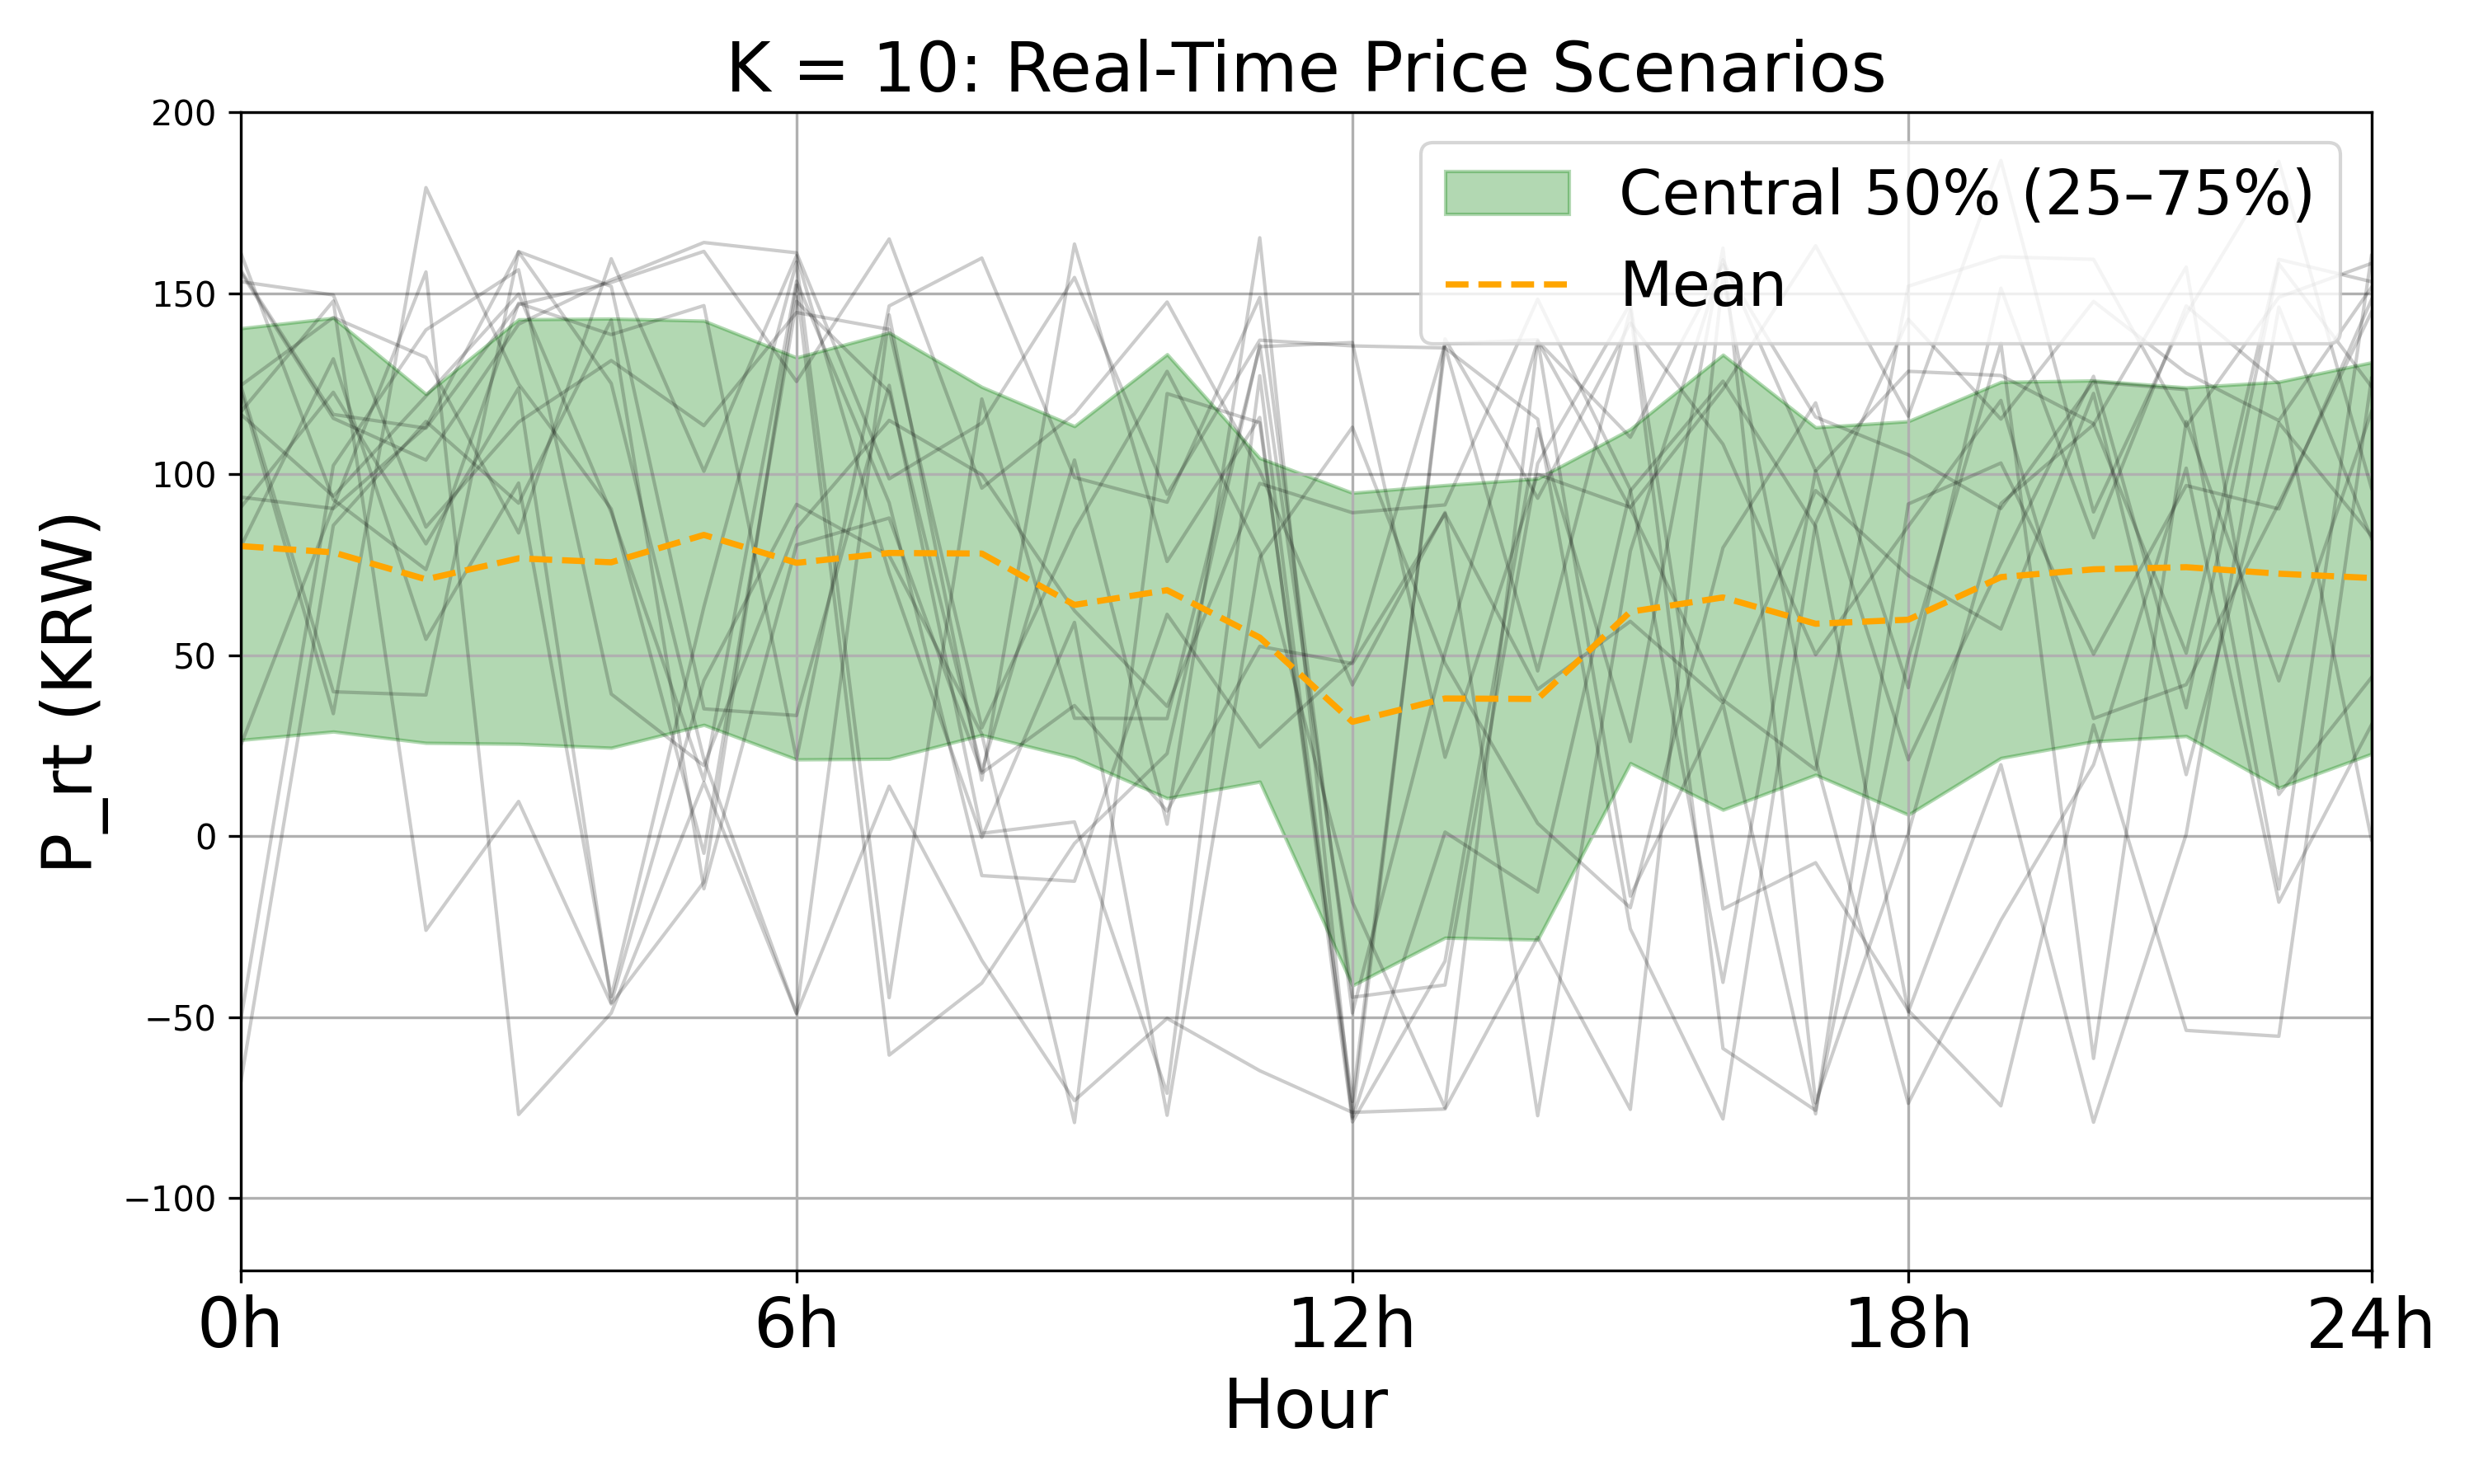 K = 10: Real-Time Price Scenarios
Central 50% (25–75%)
Mean
P_rt (KRW)
200
150
100
50
0
−50
−100
0h 6h 12h 18h 24h
Hour